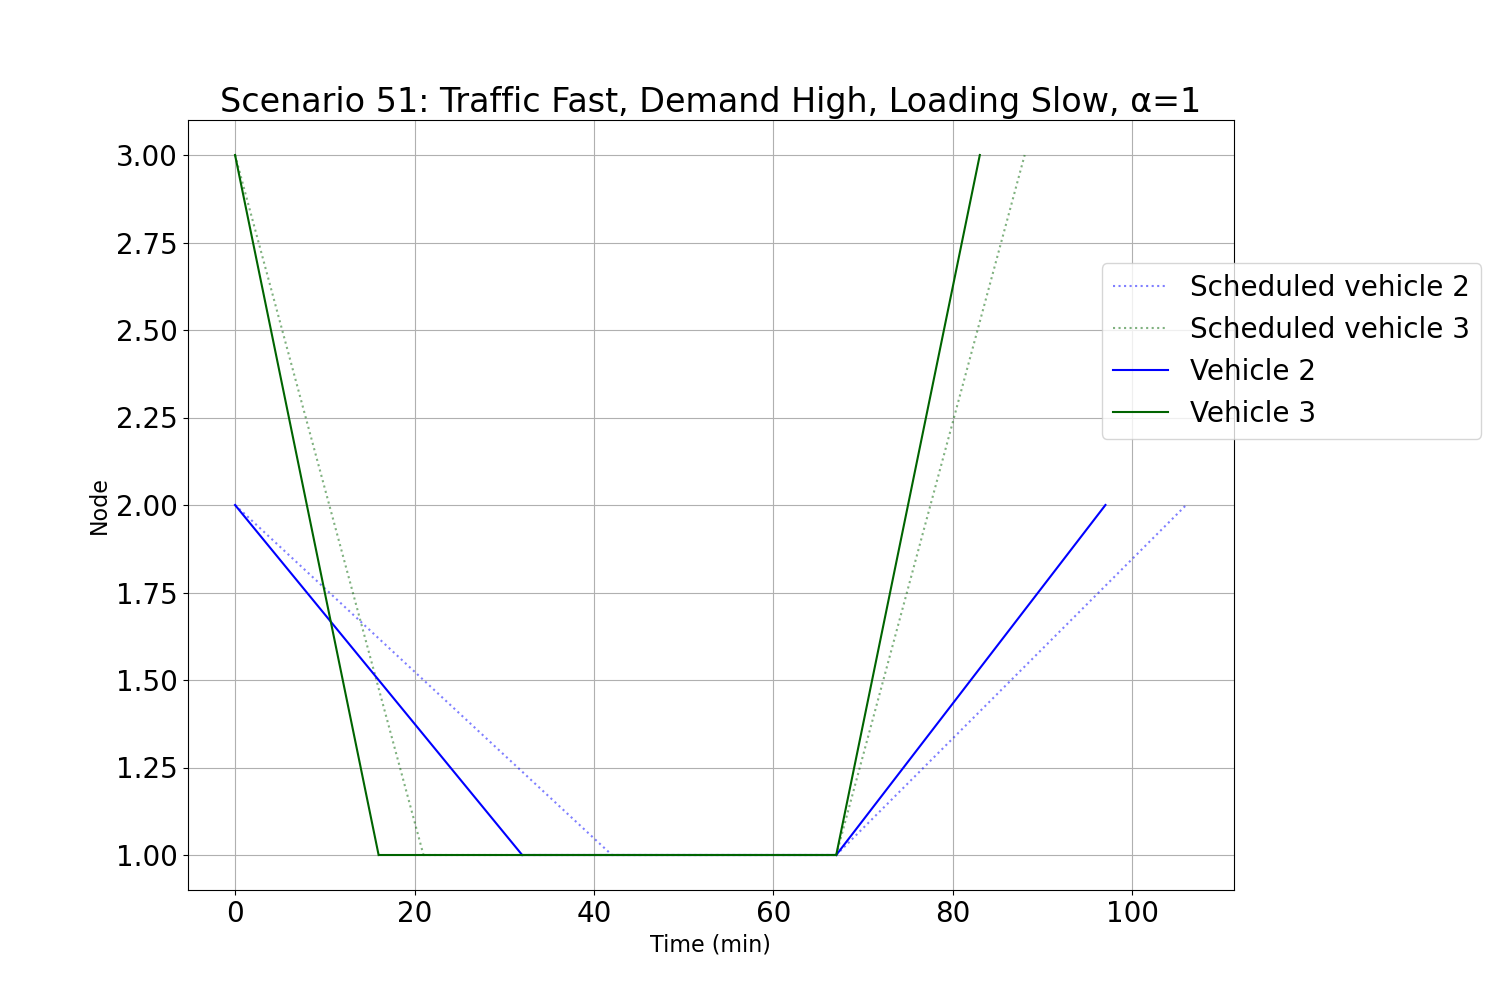 Scenario 51: Traffic Fast, Demand High, Loading Slow, α=1
3.00
2.75
2.50
2.25
2.00
1.75
1.50
1.25
1.00
Node
0 20 40 60 80 100
Time (min)
Scheduled vehicle 2
Scheduled vehicle 3
Vehicle 2
Vehicle 3